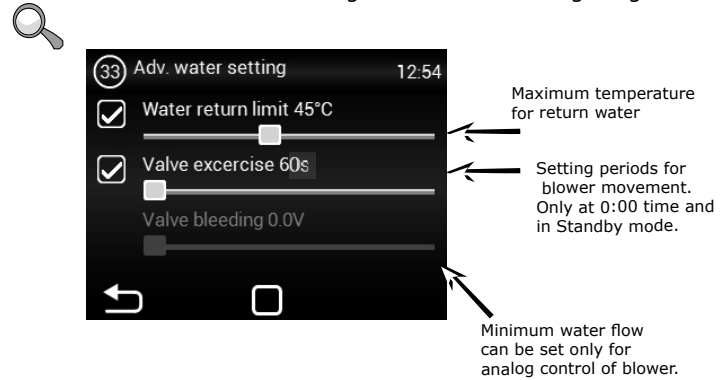 33 Adv. water setting 12:54
Water return limit 45°C
Valve excercise 60s
Valve bleeding 0.0V
Maximum temperature
for return water
Setting periods for
blower movement.
Only at 0:00 time and
in Standby mode.
Minimum water flow
can be set only for
analog control of blower.